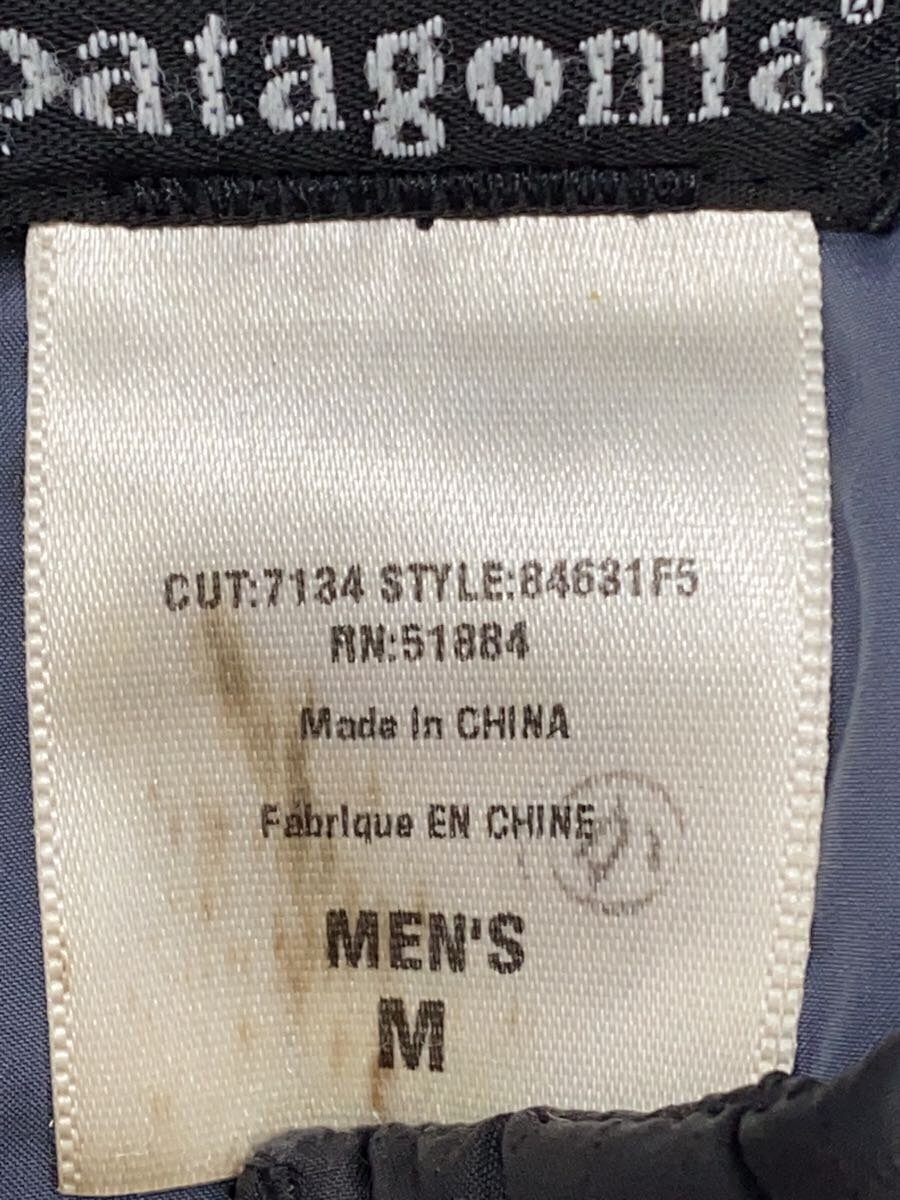 patagonia®
CUT:7134 STYLE:84631F5
RN:51884
Made in CHINA
Fabrique EN CHINE
MEN'S
M